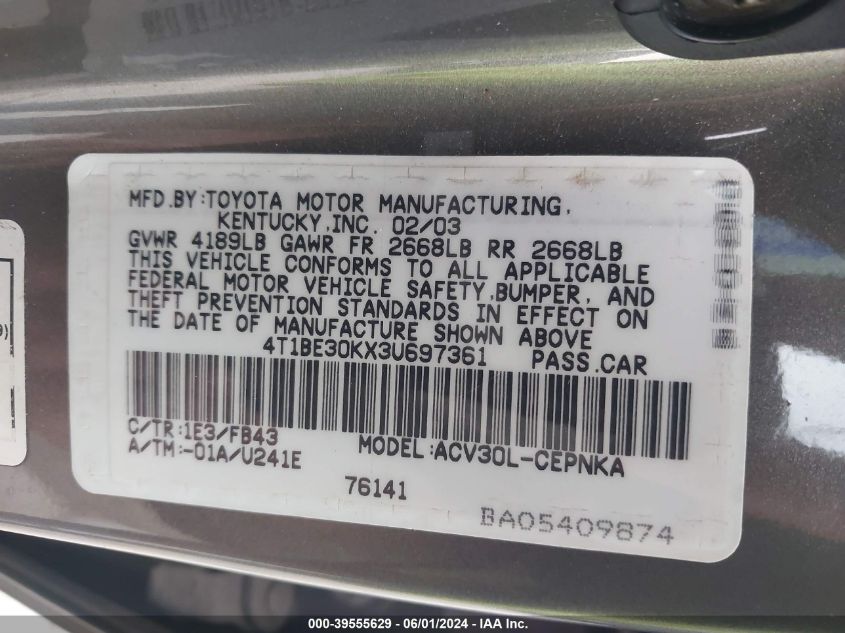 MFD.BY:TOYOTA MOTOR MANUFACTURING,
KENTUCKY,INC. 02/03
GVWR 4189LB GAWR FR 2668LB RR 2668LB
THIS VEHICLE CONFORMS TO ALL APPLICABLE
FEDERAL MOTOR VEHICLE SAFETY,BUMPER, AND
THEFT PREVENTION STANDARDS IN EFFECT ON
THE DATE OF MANUFACTURE SHOWN ABOVE
4T1BE30KX3U697361 PASS.CAR
C/TR:1E3/FB43 MODEL:ACV30L-CEPNKA
A/TM:-01A/U241E
76141
BA05409874
000-39555629 | 06/01/2024 | IAA Inc.